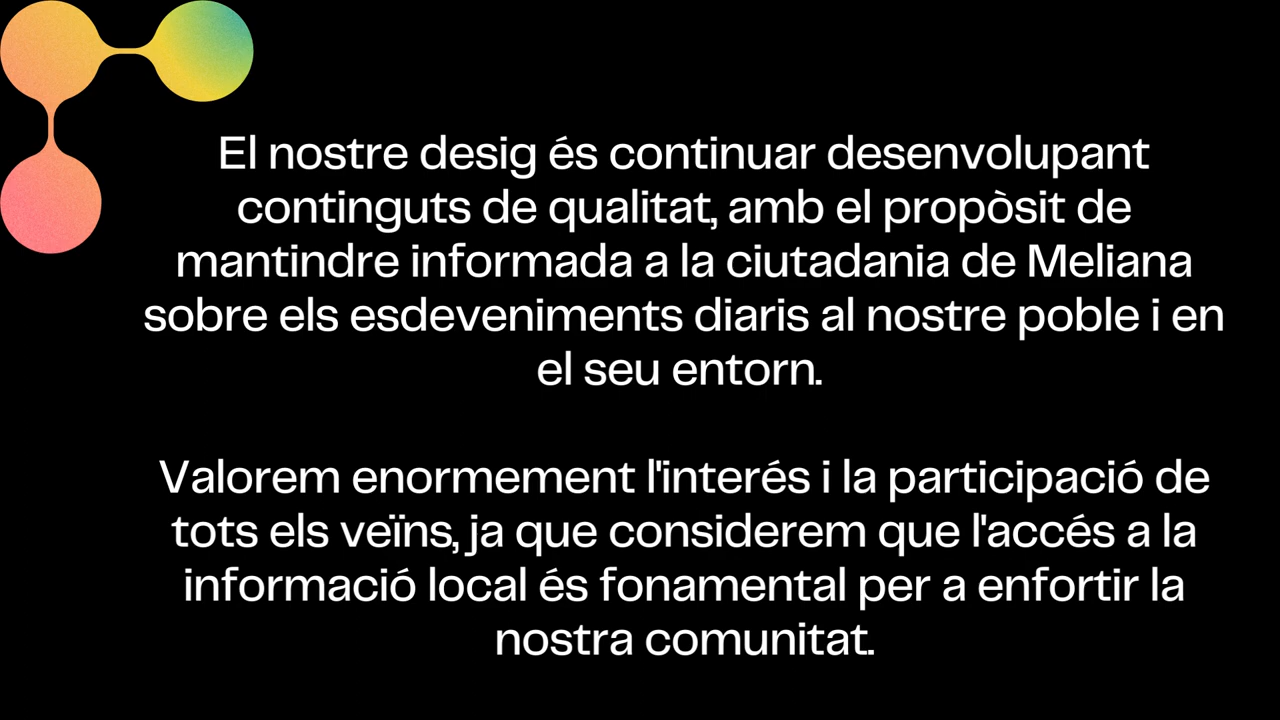 El nostre desig és continuar desenvolupant
continguts de qualitat, amb el propòsit de
mantindre informada a la ciutadania de Meliana
sobre els esdeveniments diaris al nostre poble i en
el seu entorn.
Valorem enormement l'interés i la participació de
tots els veïns, ja que considerem que l'accés a la
informació local és fonamental per a enfortir la
nostra comunitat.